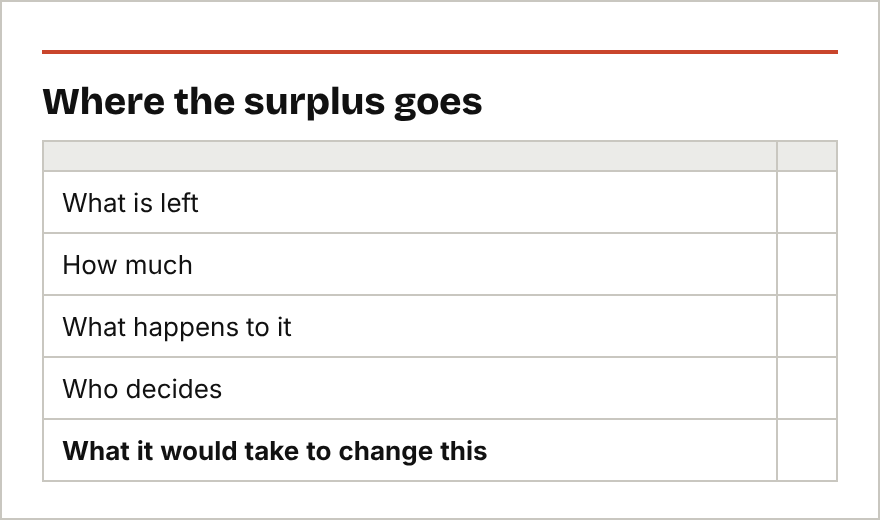 Where the surplus goes
What is left
How much
What happens to it
Who decides
What it would take to change this